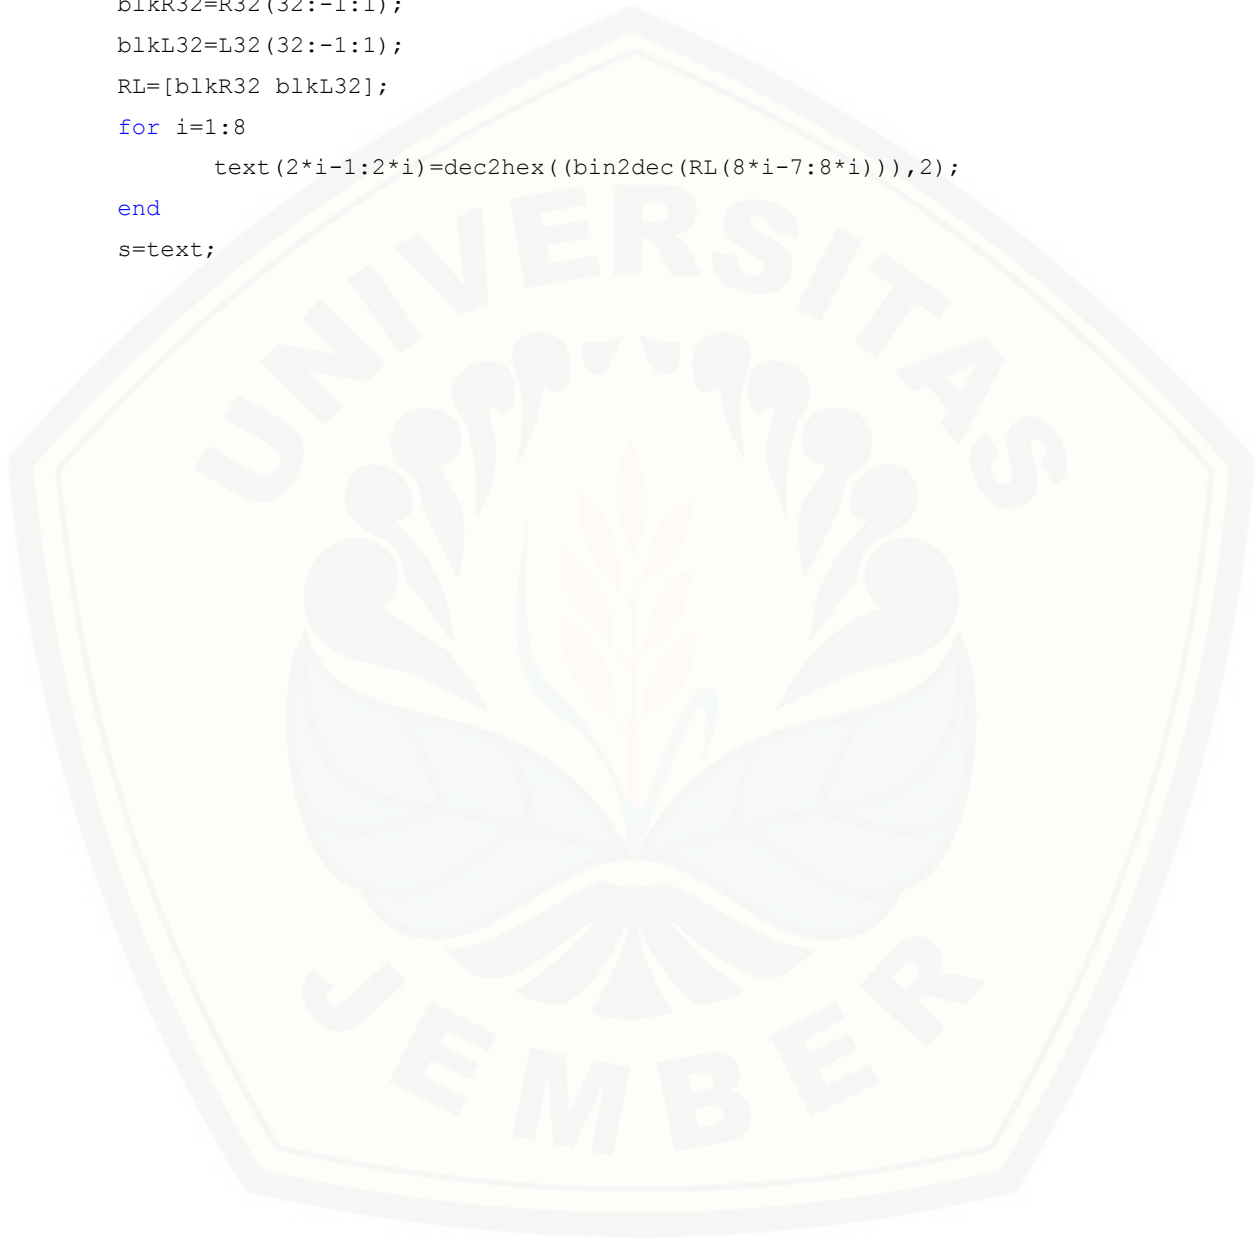 blkR32=R32(32:-1:1);
blkL32=L32(32:-1:1);
RL=[blkR32 blkL32];
for i=1:8
text(2*i-1:2*i)=dec2hex((bin2dec(RL(8*i-7:8*i))),2);
end
s=text;
UNIVERSITAS
JEMBER